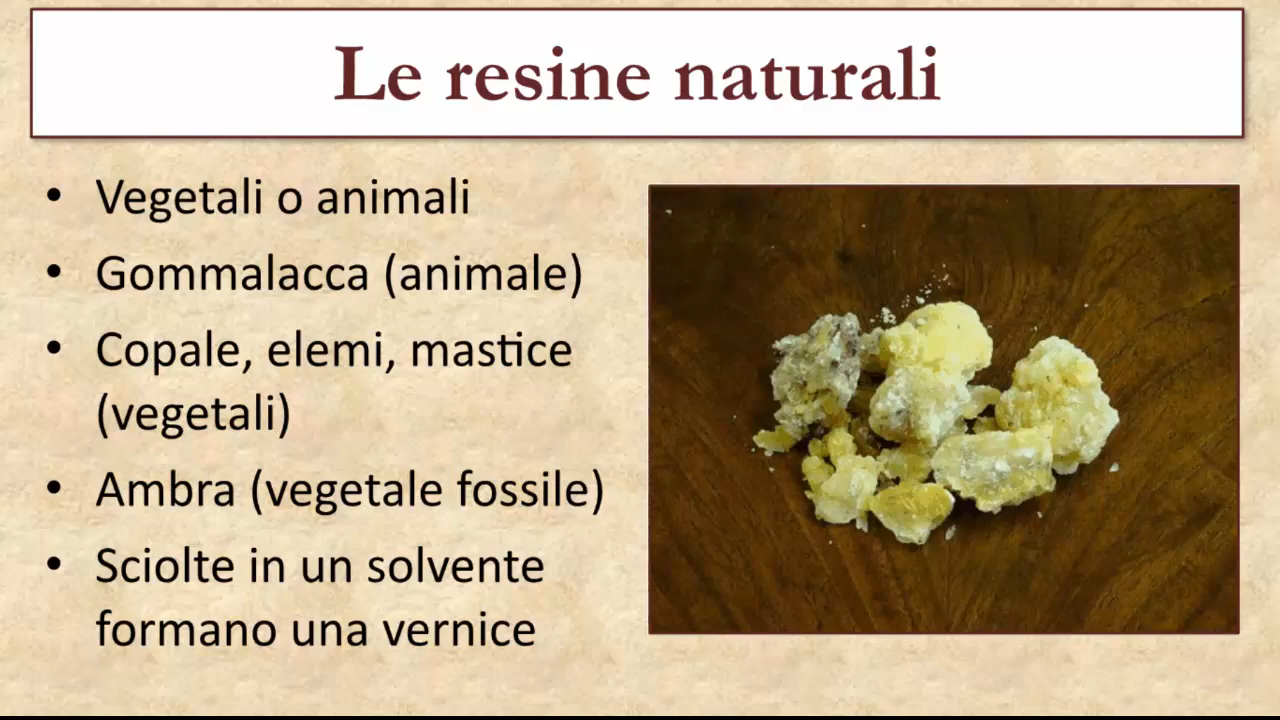 Le resine naturali
• Vegetali o animali
• Gommalacca (animale)
• Copale, elemi, mastice
(vegetali)
• Ambra (vegetale fossile)
• Sciolte in un solvente
formano una vernice